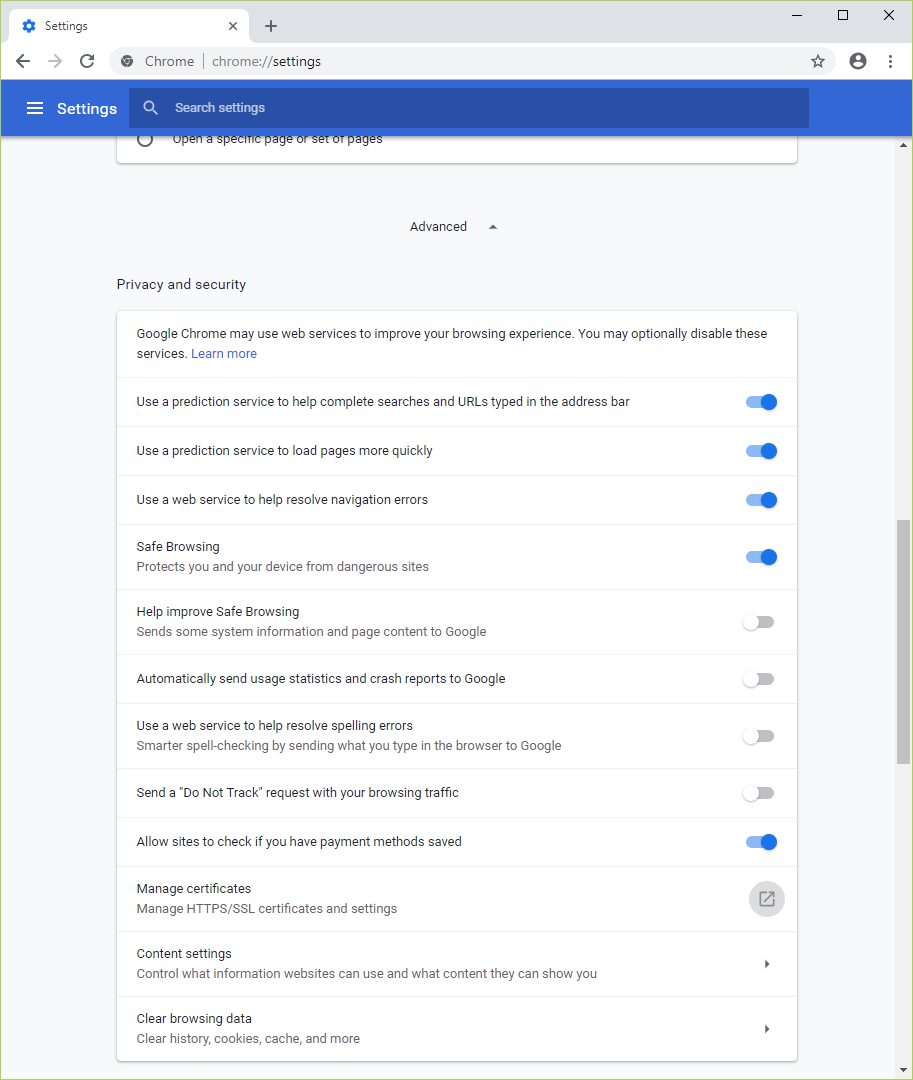 Settings
Chrome chrome://settings
Settings Search settings
Open a specific page or set of pages
Advanced
Privacy and security
Google Chrome may use web services to improve your browsing experience. You may optionally disable these
services. Learn more
Use a prediction service to help complete searches and URLs typed in the address bar
Use a prediction service to load pages more quickly
Use a web service to help resolve navigation errors
Safe Browsing
Protects you and your device from dangerous sites
Help improve Safe Browsing
Sends some system information and page content to Google
Automatically send usage statistics and crash reports to Google
Use a web service to help resolve spelling errors
Smarter spell-checking by sending what you type in the browser to Google
Send a "Do Not Track" request with your browsing traffic
Allow sites to check if you have payment methods saved
Manage certificates
Manage HTTPS/SSL certificates and settings
Content settings
Control what information websites can use and what content they can show you
Clear browsing data
Clear history, cookies, cache, and more